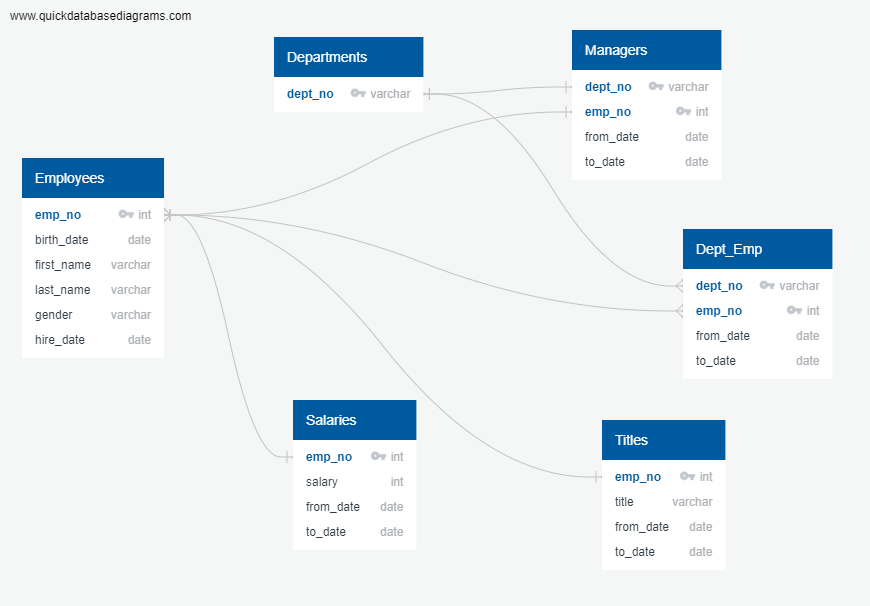 www.quickdatabasediagrams.com
Departments
dept_no varchar
Managers
dept_no varchar
emp_no int
from_date date
to_date date
Employees
emp_no int
birth_date date
first_name varchar
last_name varchar
gender varchar
hire_date date
Dept_Emp
dept_no varchar
emp_no int
from_date date
to_date date
Salaries
emp_no int
salary int
from_date date
to_date date
Titles
emp_no int
title varchar
from_date date
to_date date